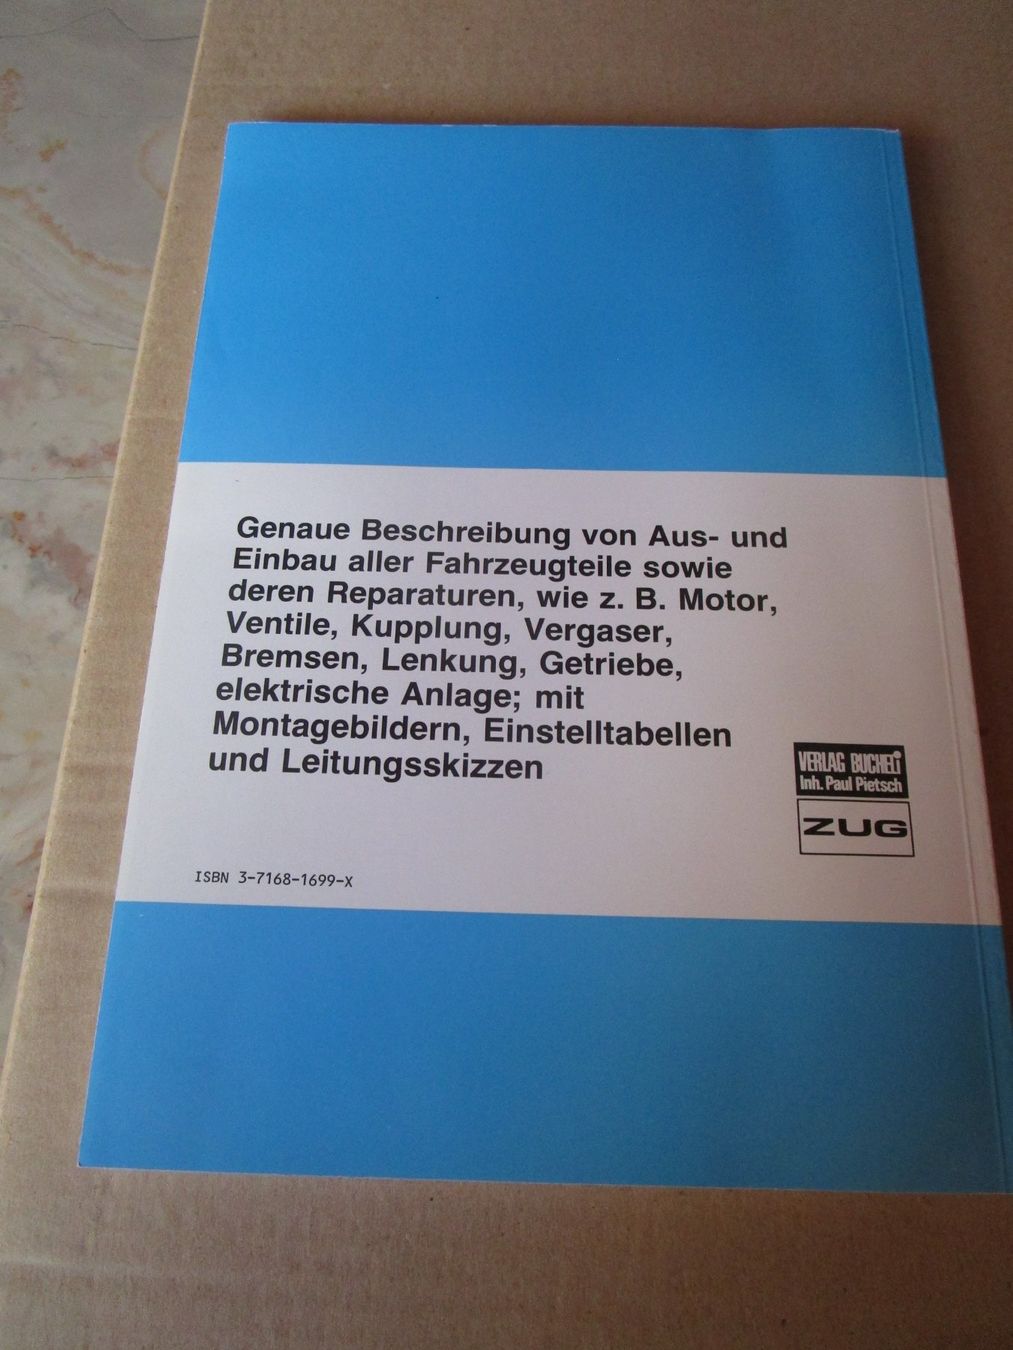 Genaue Beschreibung von Aus- und
Einbau aller Fahrzeugteile sowie
deren Reparaturen, wie z. B. Motor,
Ventile, Kupplung, Vergaser,
Bremsen, Lenkung, Getriebe,
elektrische Anlage; mit
Montagebildern, Einstelltabellen
und Leitungsskizzen
VERLAG BUCHELI
Inh. Paul Pietsch
ZUG
ISBN 3-7168-1699-X